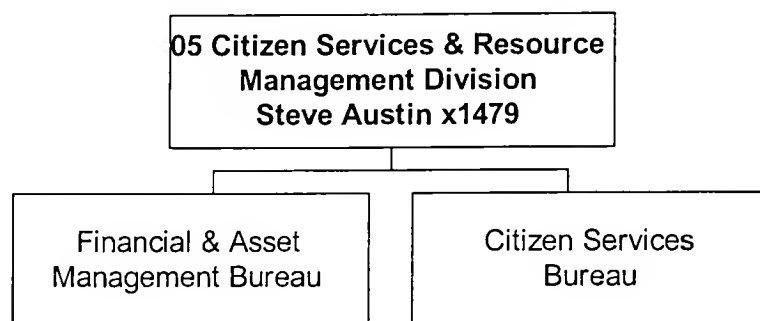 05 Citizen Services & Resource
Management Division
Steve Austin x1479
Financial & Asset
Management Bureau
Citizen Services
Bureau